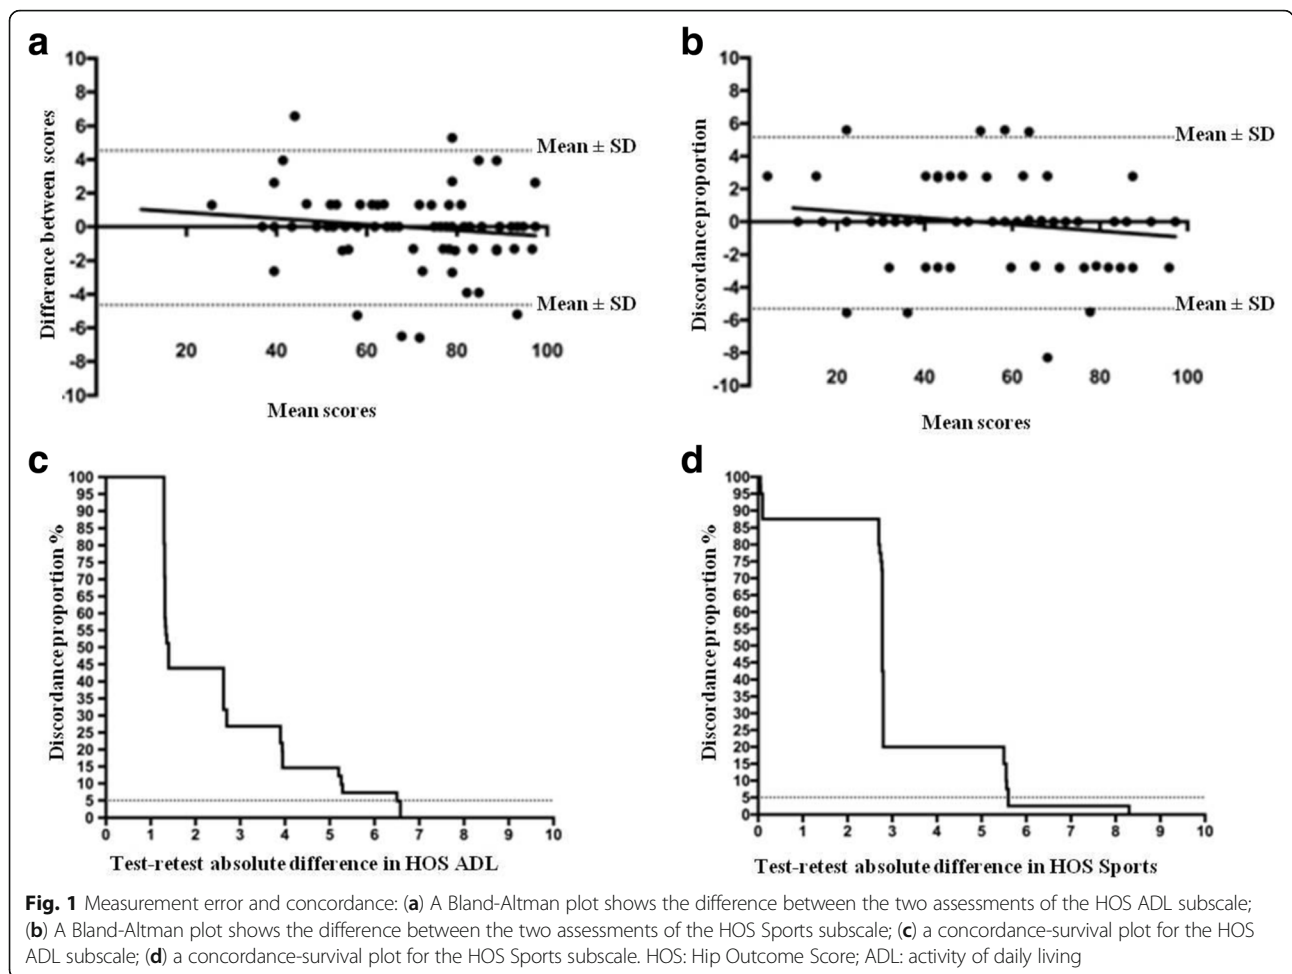 a
10
8
6
4
2
0
-2
-4
-6
-8
-10
Difference between scores
Mean ± SD
Mean ± SD
20 40 60 80 100
Mean scores
b
10
8
6
4
2
0
-2
-4
-6
-8
-10
Discordance proportion
Mean ± SD
Mean ± SD
20 40 60 80 100
Mean scores
c
100
95
90
85
80
75
70
65
60
55
50
45
40
35
30
25
20
15
10
5
0
Discordance proportion %
0 1 2 3 4 5 6 7 8 9 10
Test-retest absolute difference in HOS ADL
d
100
95
90
85
80
75
70
65
60
55
50
45
40
35
30
25
20
15
10
5
0
Discordance proportion %
0 1 2 3 4 5 6 7 8 9 10
Test-retest absolute difference in HOS Sports
Fig. 1 Measurement error and concordance: (a) A Bland-Altman plot shows the difference between the two assessments of the HOS ADL subscale;
(b) A Bland-Altman plot shows the difference between the two assessments of the HOS Sports subscale; (c) a concordance-survival plot for the HOS
ADL subscale; (d) a concordance-survival plot for the HOS Sports subscale. HOS: Hip Outcome Score; ADL: activity of daily living